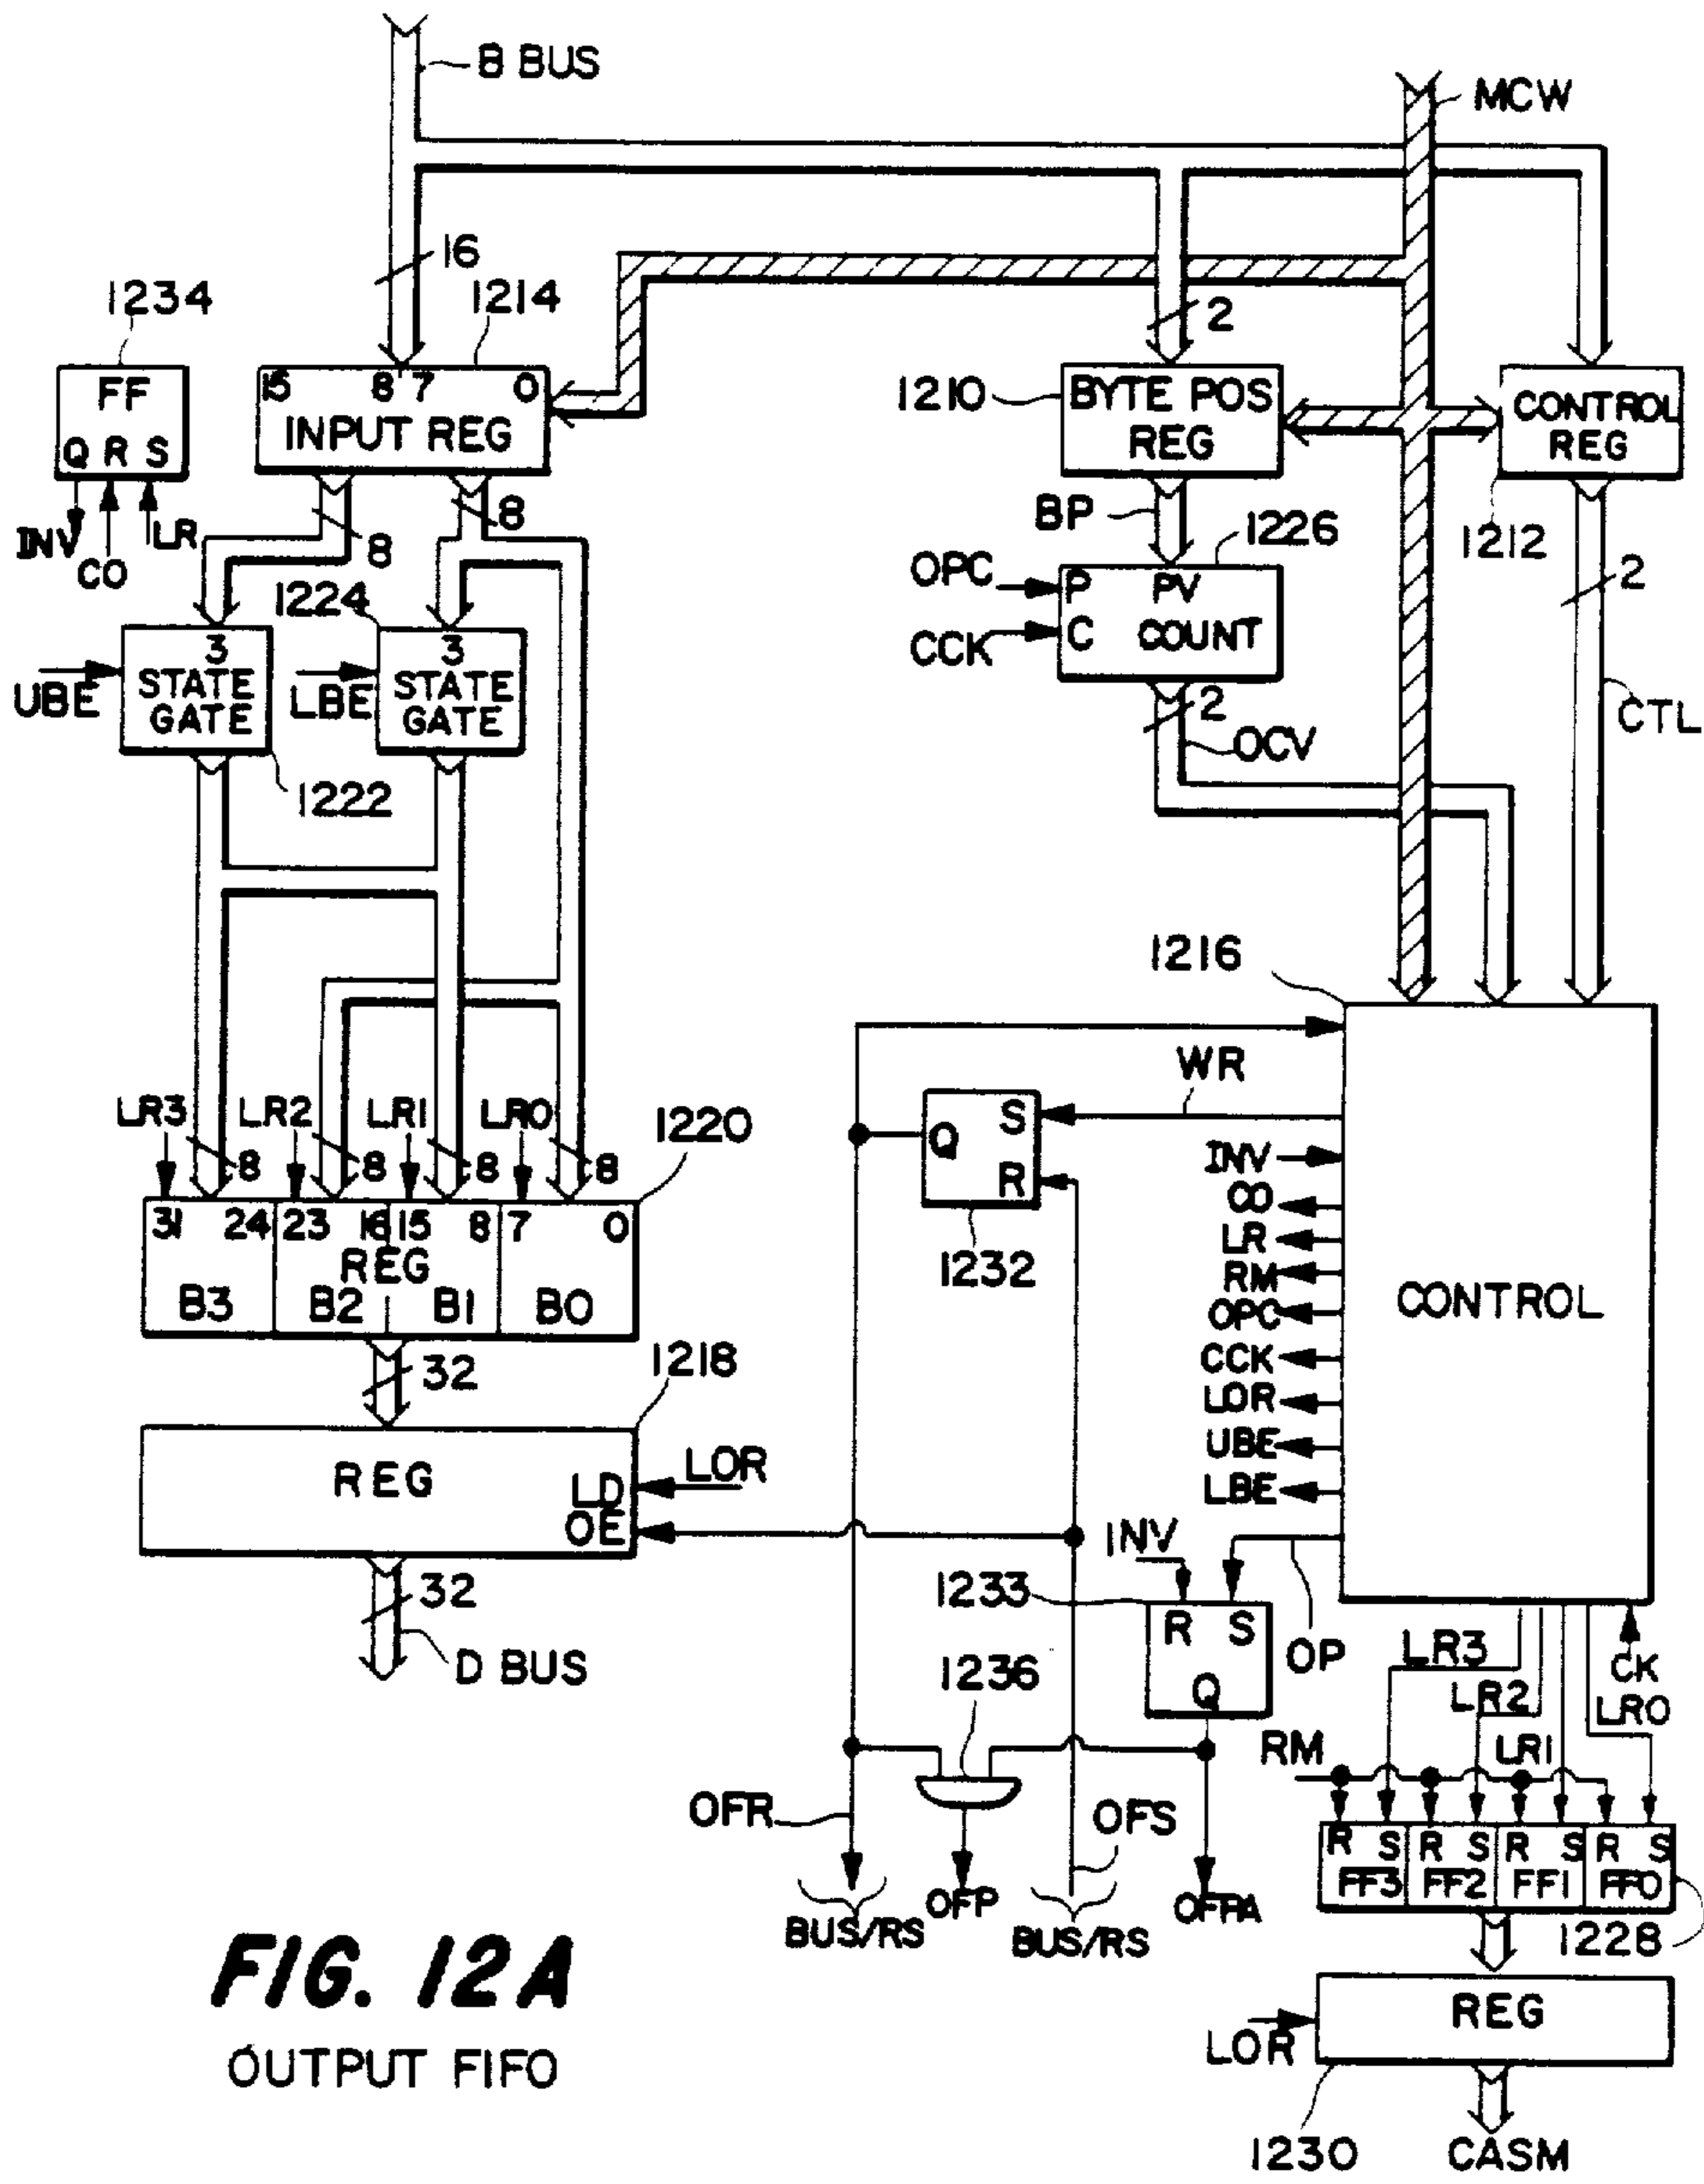 B BUS
MCW
16
1234
1214
2
FF
Q R S
15 8 7 0
INPUT REG
1210
BYTE POS
REG
CONTROL
REG
INV
CO
LR
8
8
BP
1226
1212
OPC
P PV
CCK
C COUNT
2
1224
3
STATE
GATE
3
STATE
GATE
UBE
LBE
2
OCV
CTL
1222
1216
WR
LR3
LR2
LR1
LR0
8
8
8
8
1220
S
Q
R
1232
31 24 23 16 15 8 7 0
REG
B3 B2 B1 B0
INV
CO
LR
RM
OPC
CCK
LOR
UBE
LBE
CONTROL
32
1218
REG
LD
OE
LOR
32
D BUS
INV
1233
R S
Q
OP
LR3
LR2
LR1
LR0
CK
1236
RM
OFR
OFP
OFS
OFPA
BUS/RS
BUS/RS
R S R S R S R S
FF3 FF2 FF1 FF0
1228
REG
LOR
1230
CASM
FIG. 12A
OUTPUT FIFO